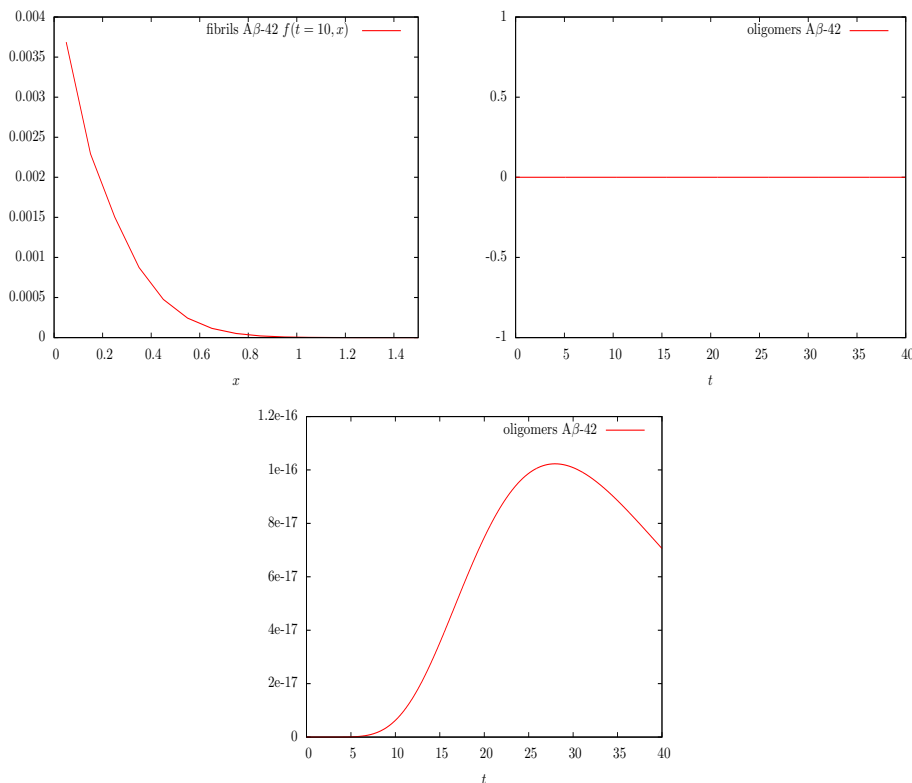 0.004
fibrils Aβ-42 f(t = 10, x)
0.0035
0.003
0.0025
0.002
0.0015
0.001
0.0005
0
0 0.2 0.4 0.6 0.8 1 1.2 1.4
x
1
oligomers Aβ-42
0.5
0
-0.5
-1
0 5 10 15 20 25 30 35 40
t
1.2e-16
oligomers Aβ-42
1e-16
8e-17
6e-17
4e-17
2e-17
0
0 5 10 15 20 25 30 35 40
t